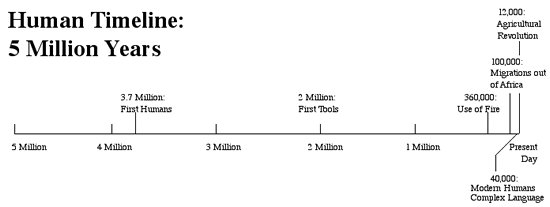 Human Timeline:
5 Million Years
12,000:
Agricultural
Revolution
100,000:
Migrations out
of Africa
3.7 Million:
First Humans
2 Million:
First Tools
360,000:
Use of Fire
5 Million
4 Million
3 Million
2 Million
1 Million
Present
Day
40,000:
Modern Humans
Complex Language